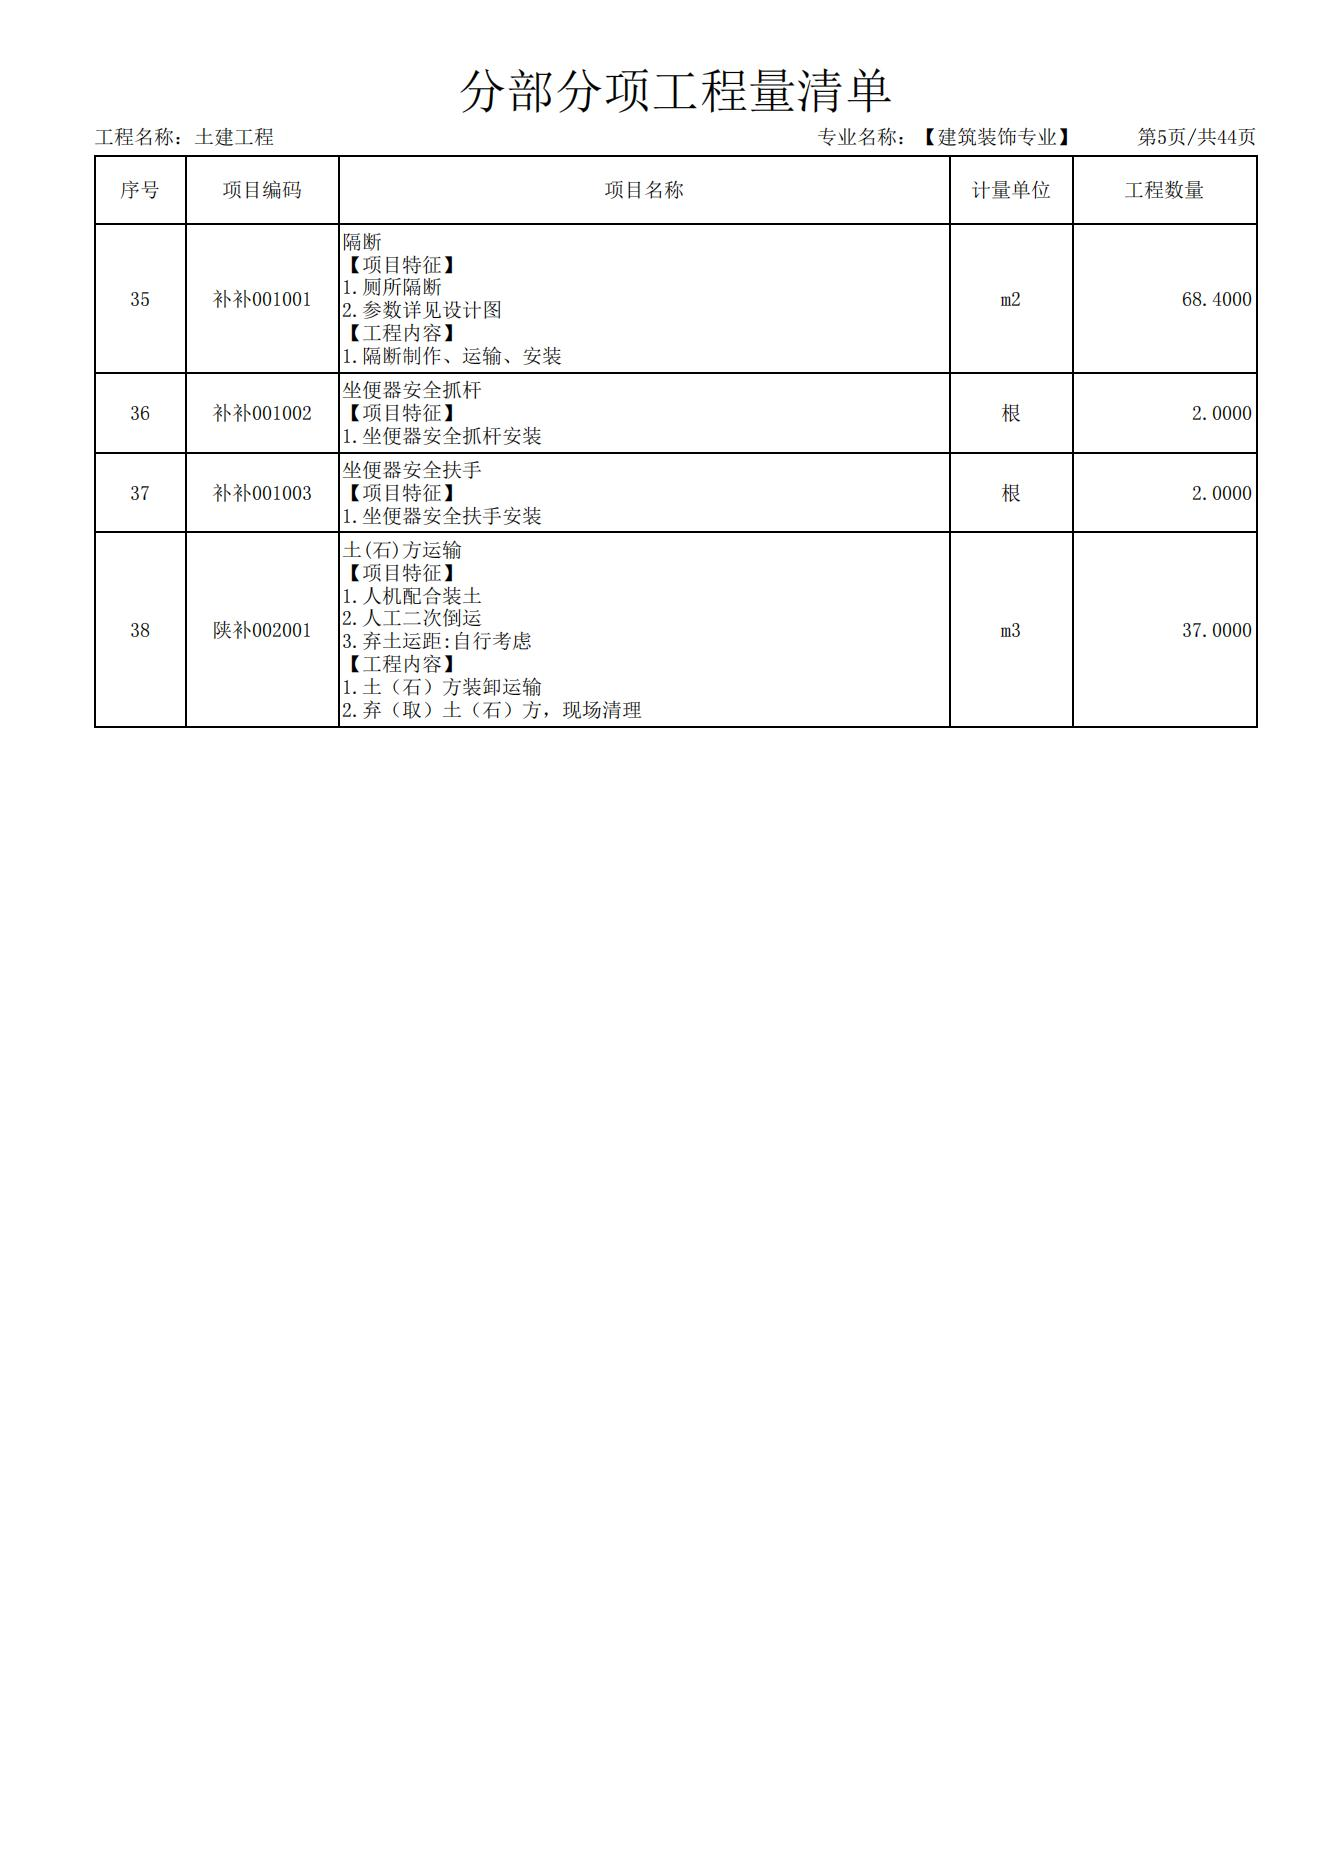 分部分项工程量清单
工程名称：土建工程 专业名称：【建筑装饰专业】 第5页/共44页
序号 项目编码 项目名称 计量单位 工程数量
隔断
【项目特征】
1.厕所隔断
2.参数详见设计图
【工程内容】
1.隔断制作、运输、安装
35 补补001001 m2 68.4000
坐便器安全抓杆
【项目特征】
1.坐便器安全抓杆安装
36 补补001002 根 2.0000
坐便器安全扶手
【项目特征】
1.坐便器安全扶手安装
37 补补001003 根 2.0000
土(石)方运输
【项目特征】
1.人机配合装土
2.人工二次倒运
3.弃土运距:自行考虑
【工程内容】
1.土（石）方装卸运输
2.弃（取）土（石）方，现场清理
38 陕补002001 m3 37.0000